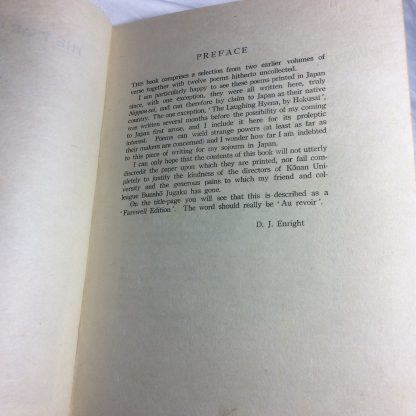 PREFACE
THIS book comprises a selection from two earlier volumes of
verse together with twelve poems hitherto uncollected.
I am particularly happy to see these poems printed in Japan
since, with one exception, they were all written here, truly
Nippon-sei, and can therefore lay claim to Japan as their native
country. The one exception, 'The Laughing Hyena, by Hokusai',
was written several months before the possibility of my coming
to Japan first arose, and I include it here for its proleptic
interest. Poems can wield strange powers (at least as far as
their makers are concerned) and I wonder how far I am indebted
to this piece of writing for my sojourn in Japan.
I can only hope that the contents of this book will not utterly
discredit the paper upon which they are printed, nor fail com-
pletely to justify the kindness of the directors of Kōnan Uni-
versity and the generous pains to which my friend and col-
league Bunshō Jugaku has gone.
On the title-page you will see that this is described as a
'Farewell Edition'. The word should really be 'Au revoir'.
D. J. Enright